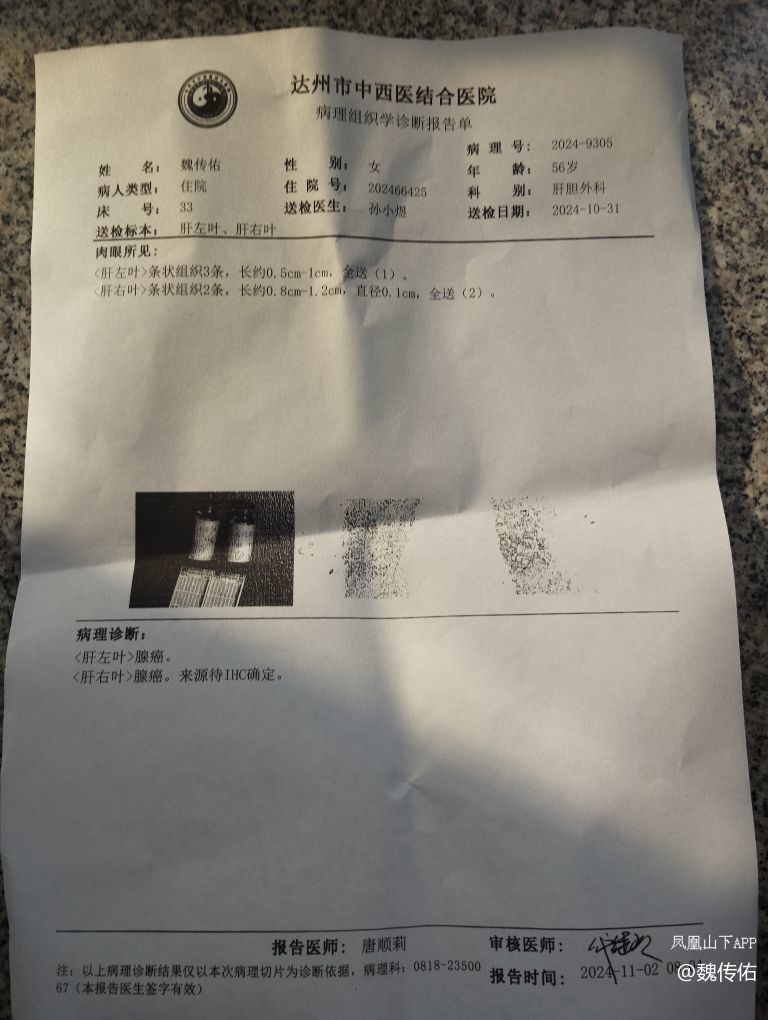 达州市中西医结合医院
病理组织学诊断报告单
病 理 号: 2024-9305
姓 名: 魏传佑 性 别: 女 年 龄: 56岁
病人类型: 住院 住 院 号: 202466425 科 别: 肝胆外科
床 号: 33 送检医生: 孙小煜 送检日期: 2024-10-31
送检标本: 肝左叶、肝右叶
肉眼所见:
<肝左叶>条状组织3条，长约0.5cm-1cm，全送（1）。
<肝右叶>条状组织2条，长约0.8cm-1.2cm，直径0.1cm，全送（2）。
病理诊断:
<肝左叶>腺癌。
<肝右叶>腺癌。来源待IHC确定。
报告医师: 唐顺莉 审核医师:
注: 以上病理诊断结果仅以本次病理切片为诊断依据，病理科: 0818-23500
67（本报告医生签字有效）
报告时间: 2024-11-02
凤凰山下APP
@魏传佑